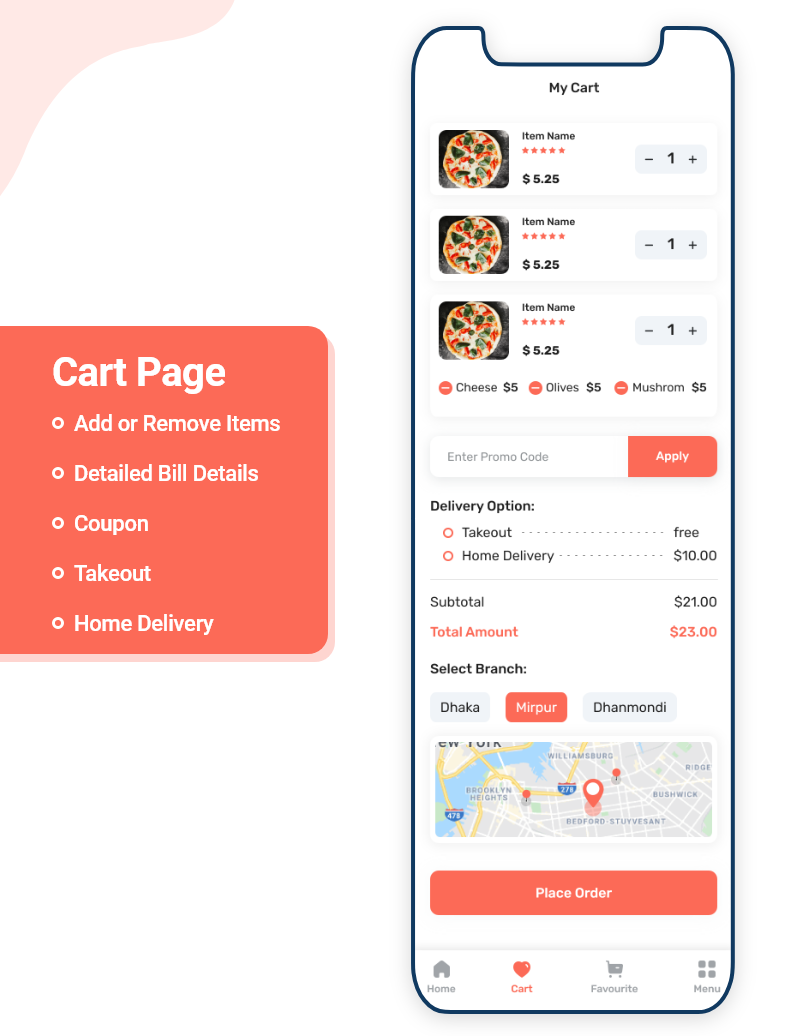 Cart Page
Add or Remove Items
Detailed Bill Details
Coupon
Takeout
Home Delivery
My Cart
Item Name
$ 5.25
− 1 +
Item Name
$ 5.25
− 1 +
Item Name
$ 5.25
− 1 +
Cheese $5 Olives $5 Mushrom $5
Enter Promo Code Apply
Delivery Option:
Takeout free
Home Delivery $10.00
Subtotal $21.00
Total Amount $23.00
Select Branch:
Dhaka Mirpur Dhanmondi
ew York
WILLIAMSBURG
RIDGE
BROOKLYN
HEIGHTS
278
BUSHWICK
478
BEDFORD-STUYVESANT
Place Order
Home Cart Favourite Menu